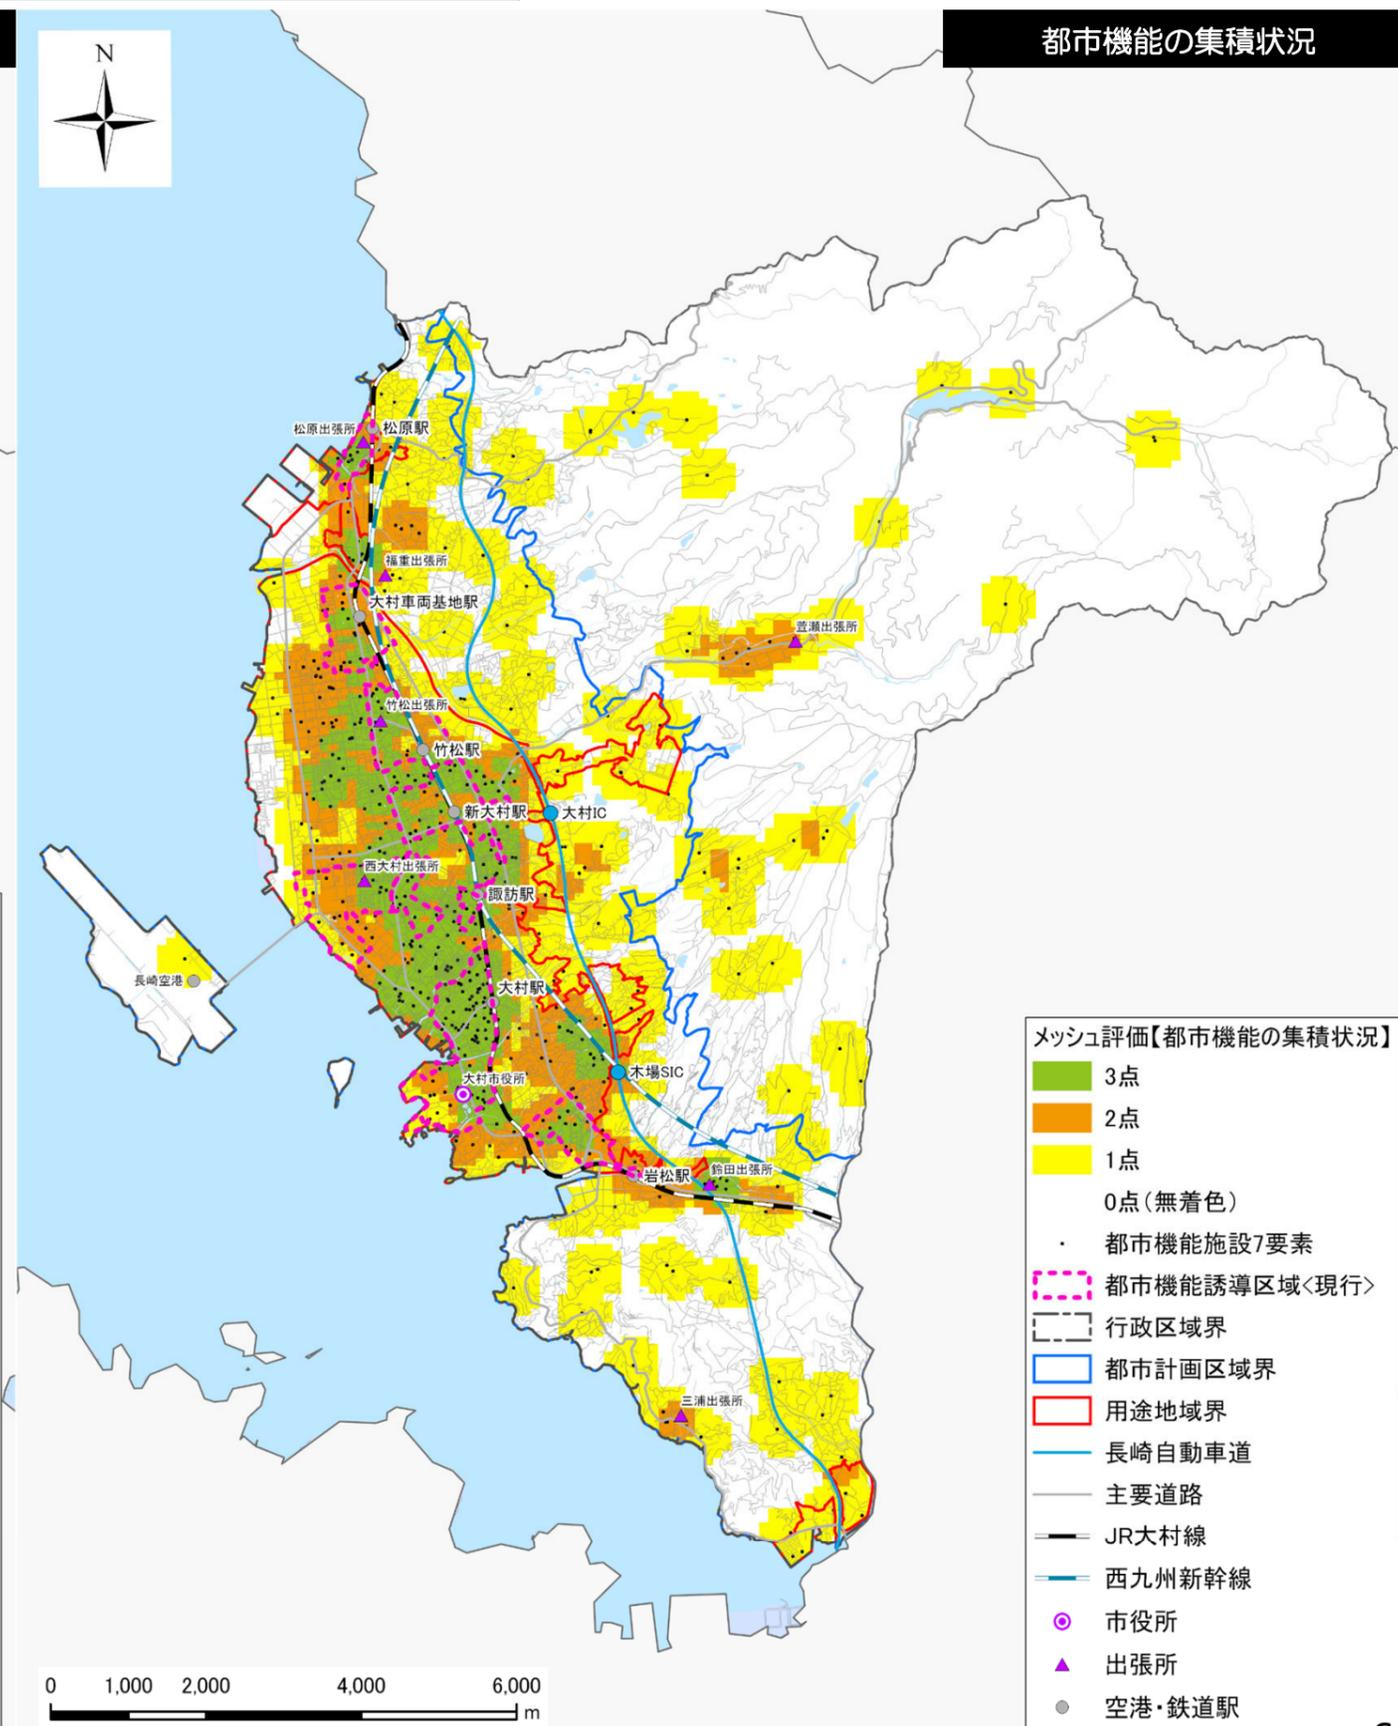 都市機能の集積状況
N
松原出張所
松原駅
福重出張所
大村車両基地駅
萱瀬出張所
竹松出張所
竹松駅
新大村駅
大村IC
西大村出張所
諏訪駅
長崎空港
大村駅
木場SIC
大村市役所
岩松駅
鈴田出張所
三浦出張所
メッシュ評価【都市機能の集積状況】
3点
2点
1点
0点(無着色)
都市機能施設7要素
都市機能誘導区域<現行>
行政区域界
都市計画区域界
用途地域界
長崎自動車道
主要道路
JR大村線
西九州新幹線
市役所
出張所
空港・鉄道駅
0 1,000 2,000 4,000 6,000
m